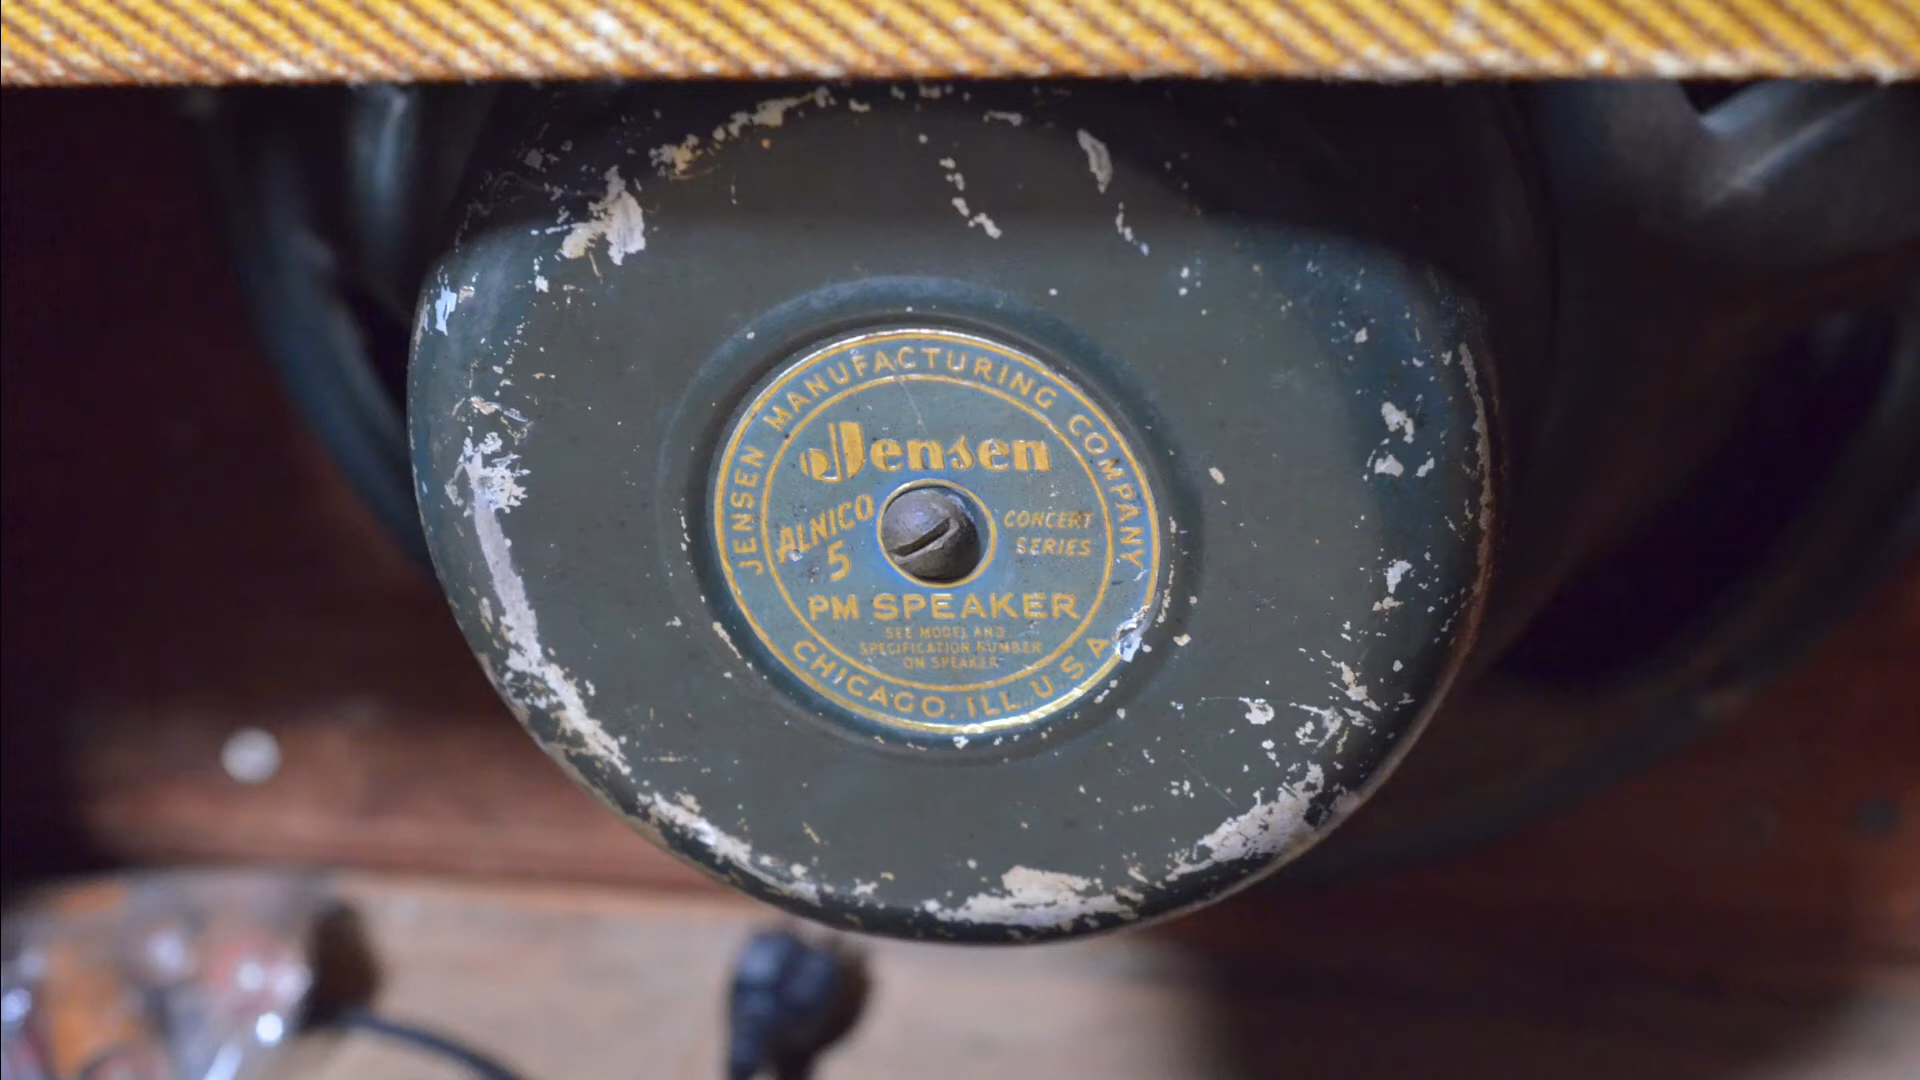 JENSEN MANUFACTURING COMPANY
Jensen
ALNICO
5
CONCERT
SERIES
PM SPEAKER
SEE MODEL AND
SPECIFICATION NUMBER
ON SPEAKER
CHICAGO, ILL., U.S.A.